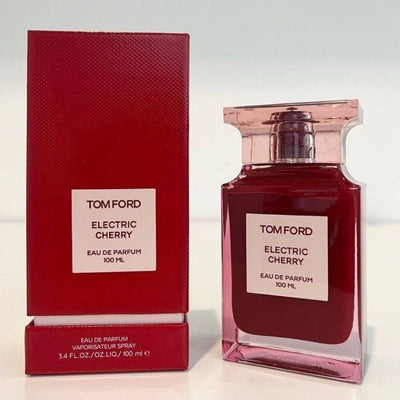 TOM FORD
ELECTRIC
CHERRY
EAU DE PARFUM
100 ML
EAU DE PARFUM
VAPORISATEUR SPRAY
3.4 FL.OZ./OZ.LIQ/ 100 ml ℮
TOM FORD
ELECTRIC
CHERRY
EAU DE PARFUM
100 ML